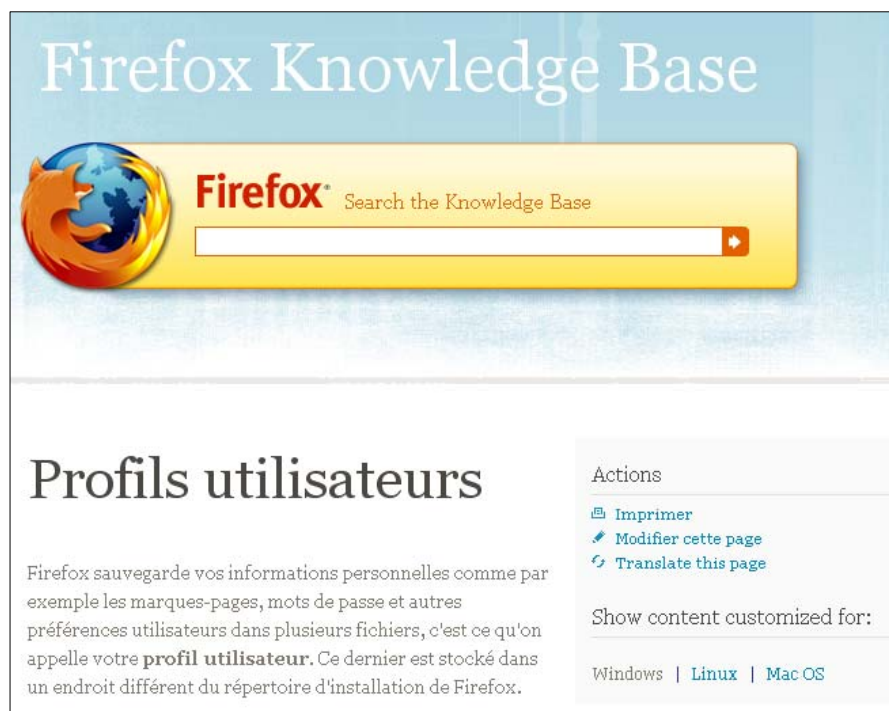 Firefox Knowledge Base
Firefox® Search the Knowledge Base
Profils utilisateurs
Firefox sauvegarde vos informations personnelles comme par
exemple les marques-pages, mots de passe et autres
préférences utilisateurs dans plusieurs fichiers, c'est ce qu'on
appelle votre profil utilisateur. Ce dernier est stocké dans
un endroit différent du répertoire d'installation de Firefox.
Actions
Imprimer
Modifier cette page
Translate this page
Show content customized for:
Windows | Linux | Mac OS